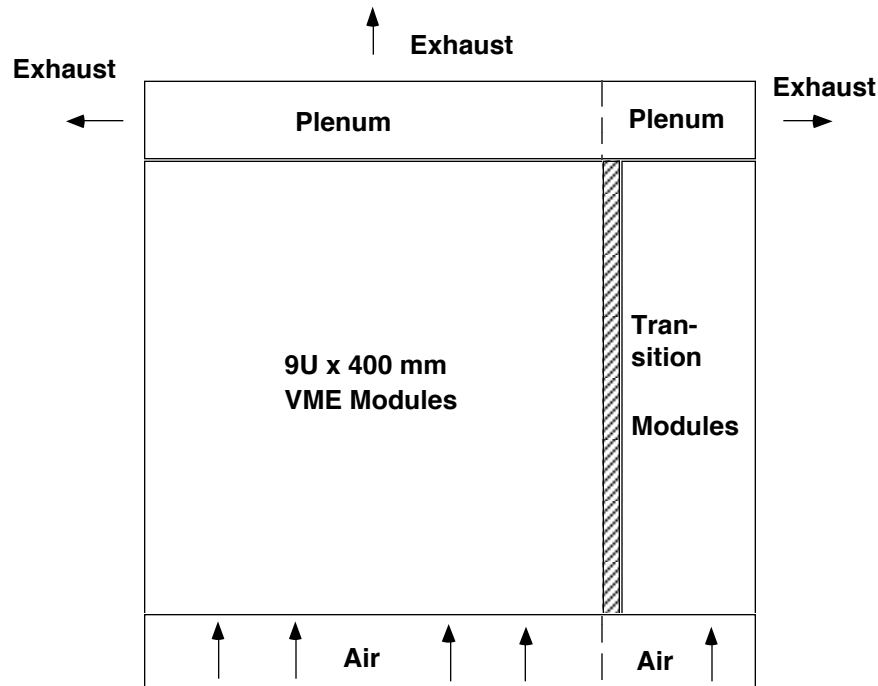 Exhaust
Exhaust
Exhaust
Plenum
Plenum
9U x 400 mm
VME Modules
Tran-
sition
Modules
Air
Air